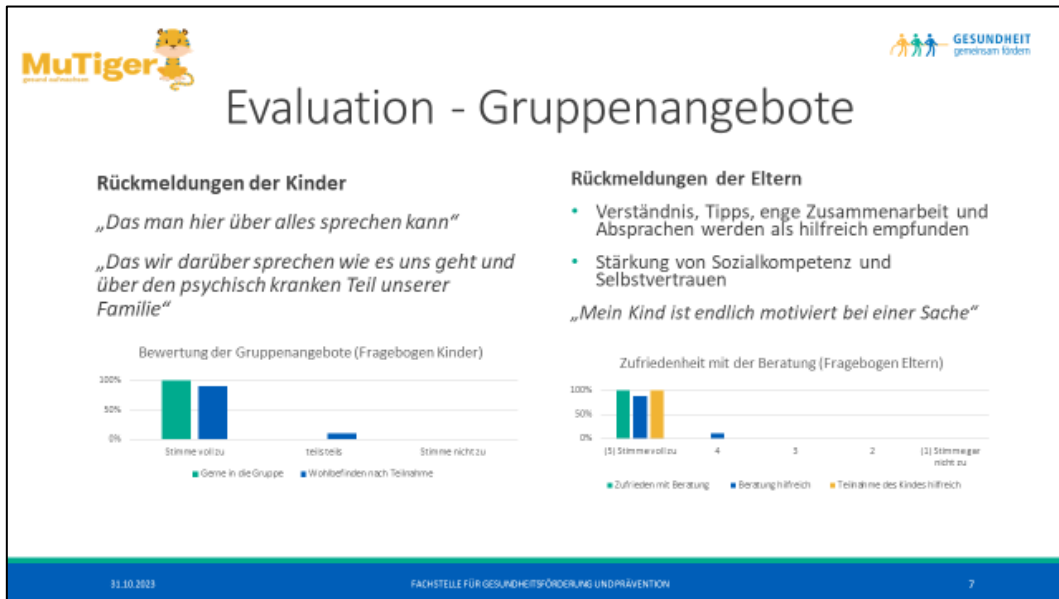 MuTiger
gesund aufwachsen
GESUNDHEIT
gemeinsam fördern
Evaluation - Gruppenangebote
Rückmeldungen der Kinder
„Das man hier über alles sprechen kann“
„Das wir darüber sprechen wie es uns geht und
über den psychisch kranken Teil unserer
Familie“
Bewertung der Gruppenangebote (Fragebogen Kinder)
100%
50%
0%
Stimme voll zu
teils teils
Stimme nicht zu
Gerne in die Gruppe
Wohlbefinden nach Teilnahme
Rückmeldungen der Eltern
• Verständnis, Tipps, enge Zusammenarbeit und
Absprachen werden als hilfreich empfunden
• Stärkung von Sozialkompetenz und
Selbstvertrauen
„Mein Kind ist endlich motiviert bei einer Sache“
Zufriedenheit mit der Beratung (Fragebogen Eltern)
100%
50%
0%
(5) Stimme voll zu
4
3
2
(1) Stimme gar
nicht zu
Zufrieden mit Beratung
Beratung hilfreich
Teilnahme des Kindes hilfreich
31.10.2023
FACHSTELLE FÜR GESUNDHEITSFÖRDERUNG UND PRÄVENTION
7